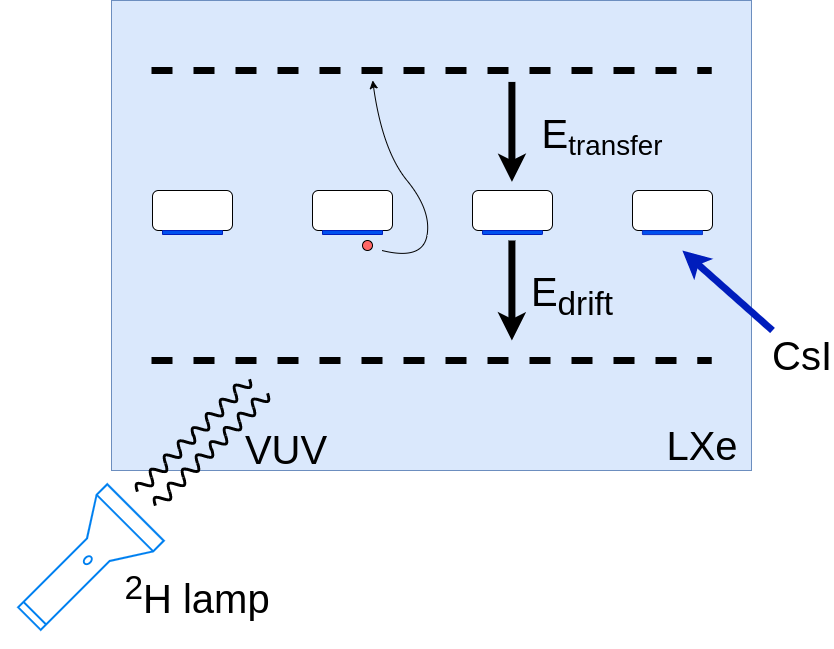 E_transfer
E_drift
CsI
VUV
LXe
²H lamp